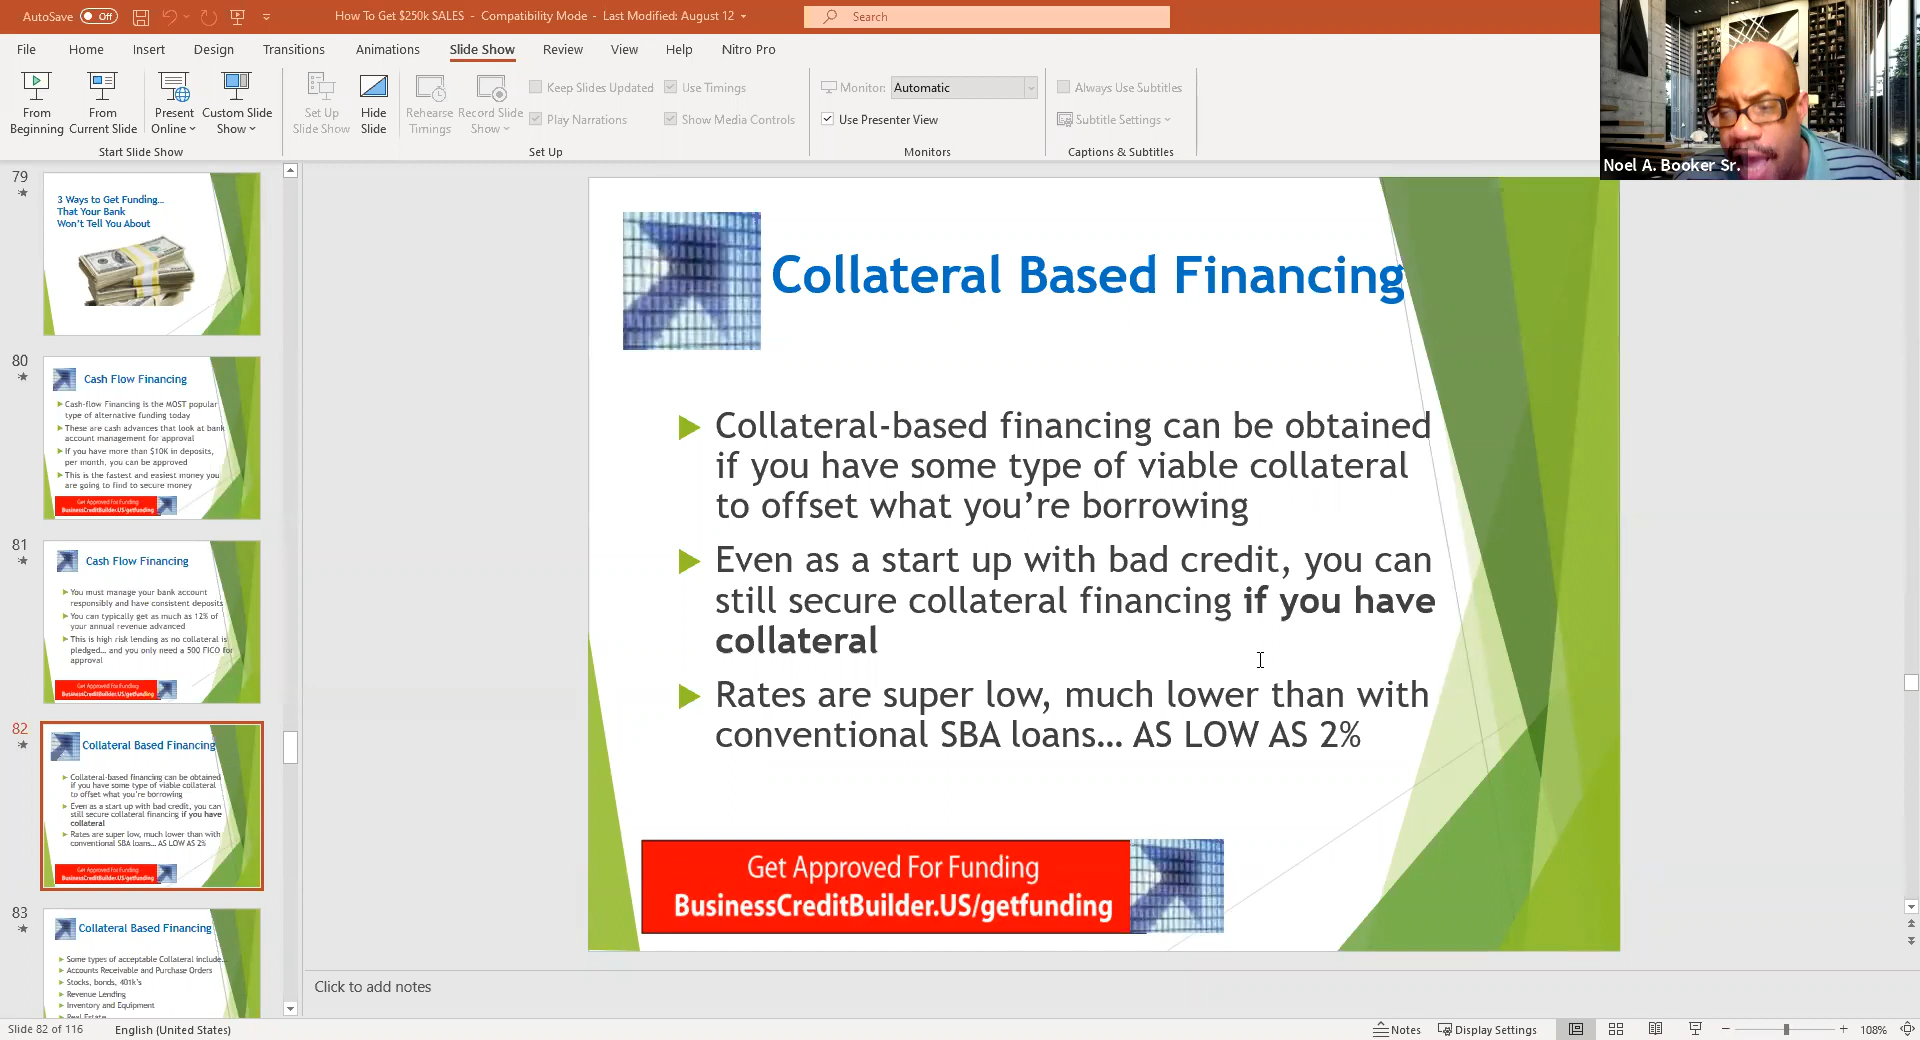 AutoSave Off
How To Get $250k SALES - Compatibility Mode - Last Modified: August 12
Search
File Home Insert Design Transitions Animations Slide Show Review View Help Nitro Pro
From Beginning
From Current Slide
Present Online
Custom Slide Show
Start Slide Show
Set Up Slide Show
Hide Slide
Rehearse Timings
Record Slide Show
Keep Slides Updated
Play Narrations
Use Timings
Show Media Controls
Set Up
Monitor: Automatic
Use Presenter View
Monitors
Always Use Subtitles
Subtitle Settings
Captions & Subtitles
Noel A. Booker Sr.
79
3 Ways to Get Funding...
That Your Bank
Won't Tell You About
80
Cash Flow Financing
Cash-flow Financing is the MOST popular
type of alternative funding today
These are cash advances that look at bank
account management for approval
If you have more than $10K in deposits,
per month, you can be approved
This is the fastest and easiest money you
are going to find to secure money
Get Approved For Funding
BusinessCreditBuilder.US/getfunding
81
Cash Flow Financing
You must manage your bank account
responsibly and have consistent deposits
You can typically get as much as 12% of
your annual revenue advanced
This is high risk lending as no collateral is
pledged... and you only need a 500 FICO for
approval
Get Approved For Funding
BusinessCreditBuilder.US/getfunding
82
Collateral Based Financing
Collateral-based financing can be obtained
if you have some type of viable collateral
to offset what you're borrowing
Even as a start up with bad credit, you can
still secure collateral financing if you have
collateral
Rates are super low, much lower than with
conventional SBA loans... AS LOW AS 2%
Get Approved For Funding
BusinessCreditBuilder.US/getfunding
83
Collateral Based Financing
Some types of acceptable Collateral include...
Accounts Receivable and Purchase Orders
Stocks, bonds, 401k's
Revenue Lending
Inventory and Equipment
Real Estate
Collateral Based Financing
Collateral-based financing can be obtained
if you have some type of viable collateral
to offset what you’re borrowing
Even as a start up with bad credit, you can
still secure collateral financing if you have
collateral
Rates are super low, much lower than with
conventional SBA loans… AS LOW AS 2%
Get Approved For Funding
BusinessCreditBuilder.US/getfunding
Click to add notes
Slide 82 of 116 English (United States)
Notes Display Settings 108%